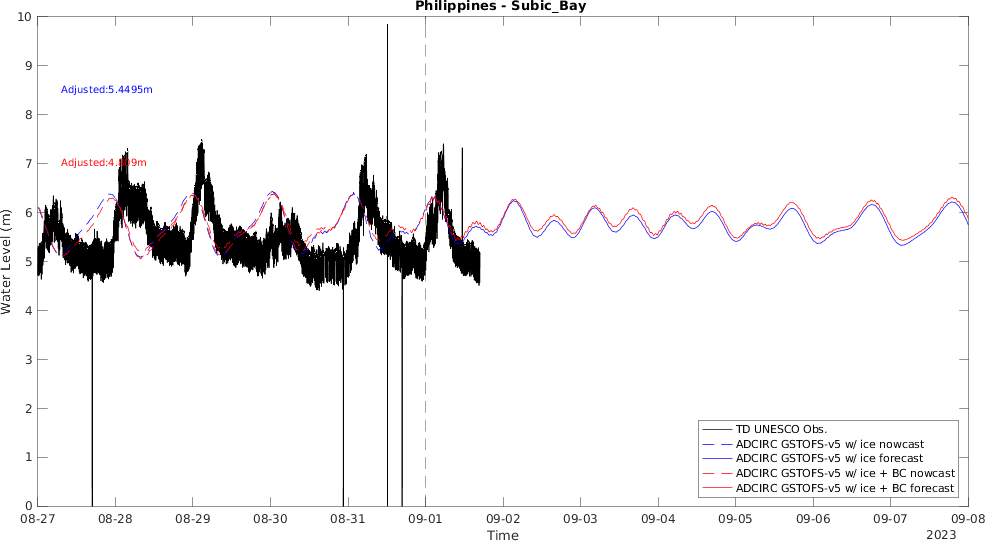 Philippines - Subic_Bay
10
9
8
7
6
5
4
3
2
1
0
Water Level (m)
Adjusted:5.4495m
TD UNESCO Obs.
ADCIRC GSTOFS-v5 w/ ice nowcast
ADCIRC GSTOFS-v5 w/ ice forecast
ADCIRC GSTOFS-v5 w/ ice + BC nowcast
ADCIRC GSTOFS-v5 w/ ice + BC forecast
08-27 08-28 08-29 08-30 08-31 09-01 09-02 09-03 09-04 09-05 09-06 09-07 09-08
Time
2023